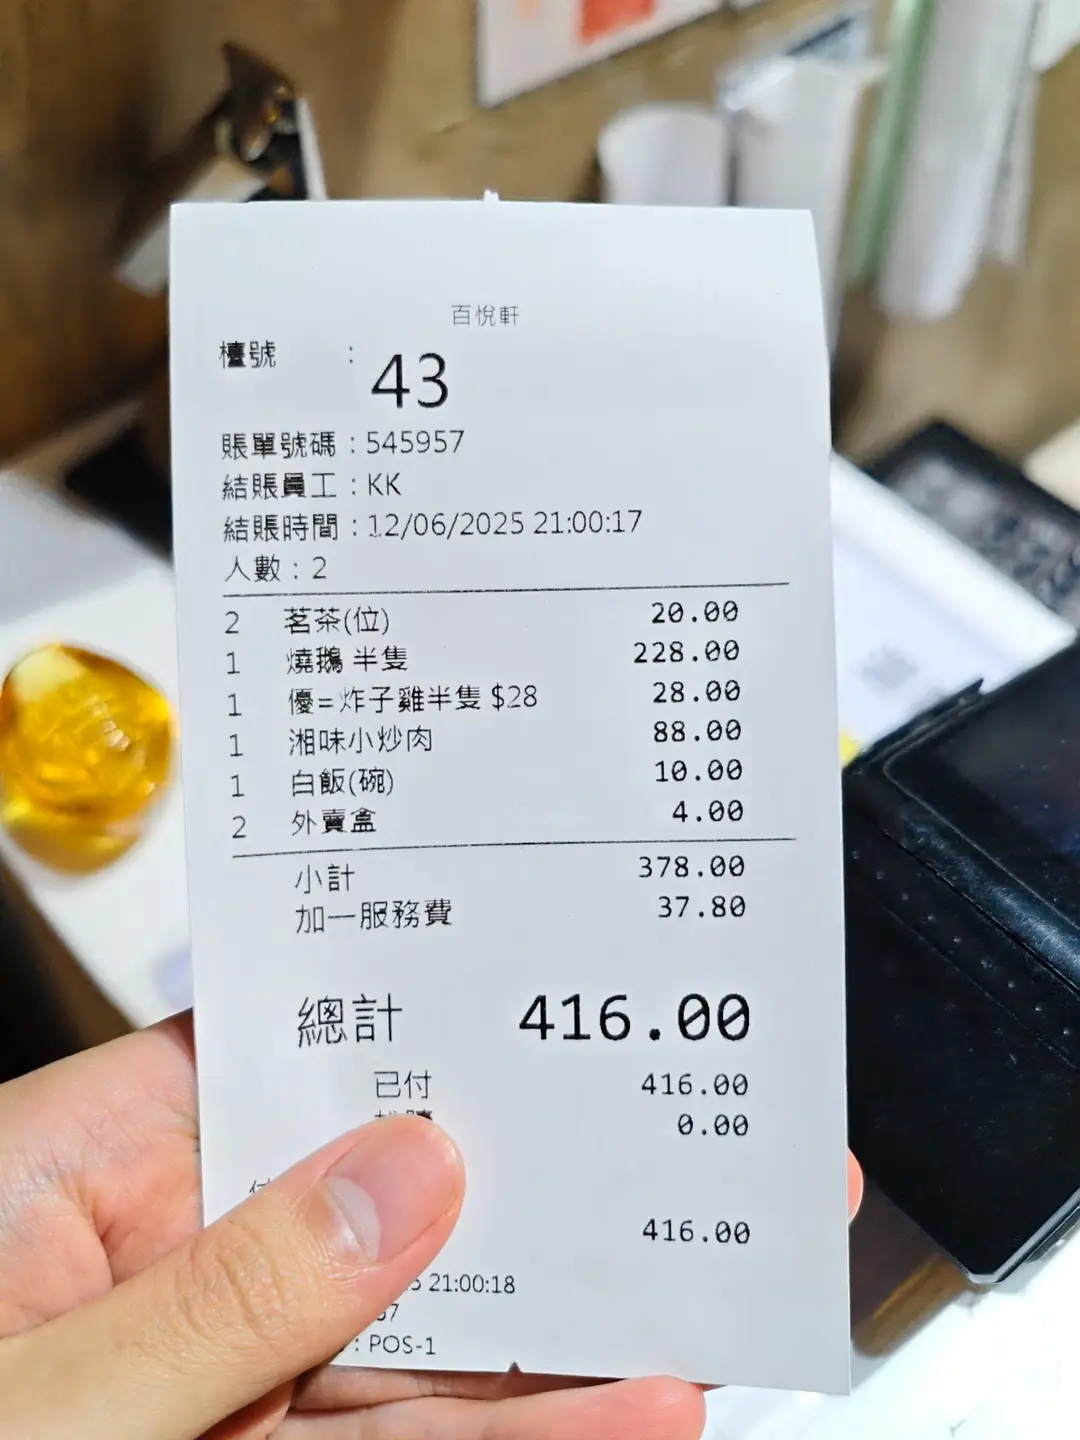 百悅軒
檯號 : 43
賬單號碼 : 545957
結賬員工 : KK
結賬時間 : 12/06/2025 21:00:17
人數 : 2
2 茗茶(位) 20.00
1 燒鵝 半隻 228.00
1 優=炸子雞半隻 $28 28.00
1 湘味小炒肉 88.00
1 白飯(碗) 10.00
2 外賣盒 4.00
小計 378.00
加一服務費 37.80
總計 416.00
已付 416.00
0.00
416.00
21:00:18
: POS-1